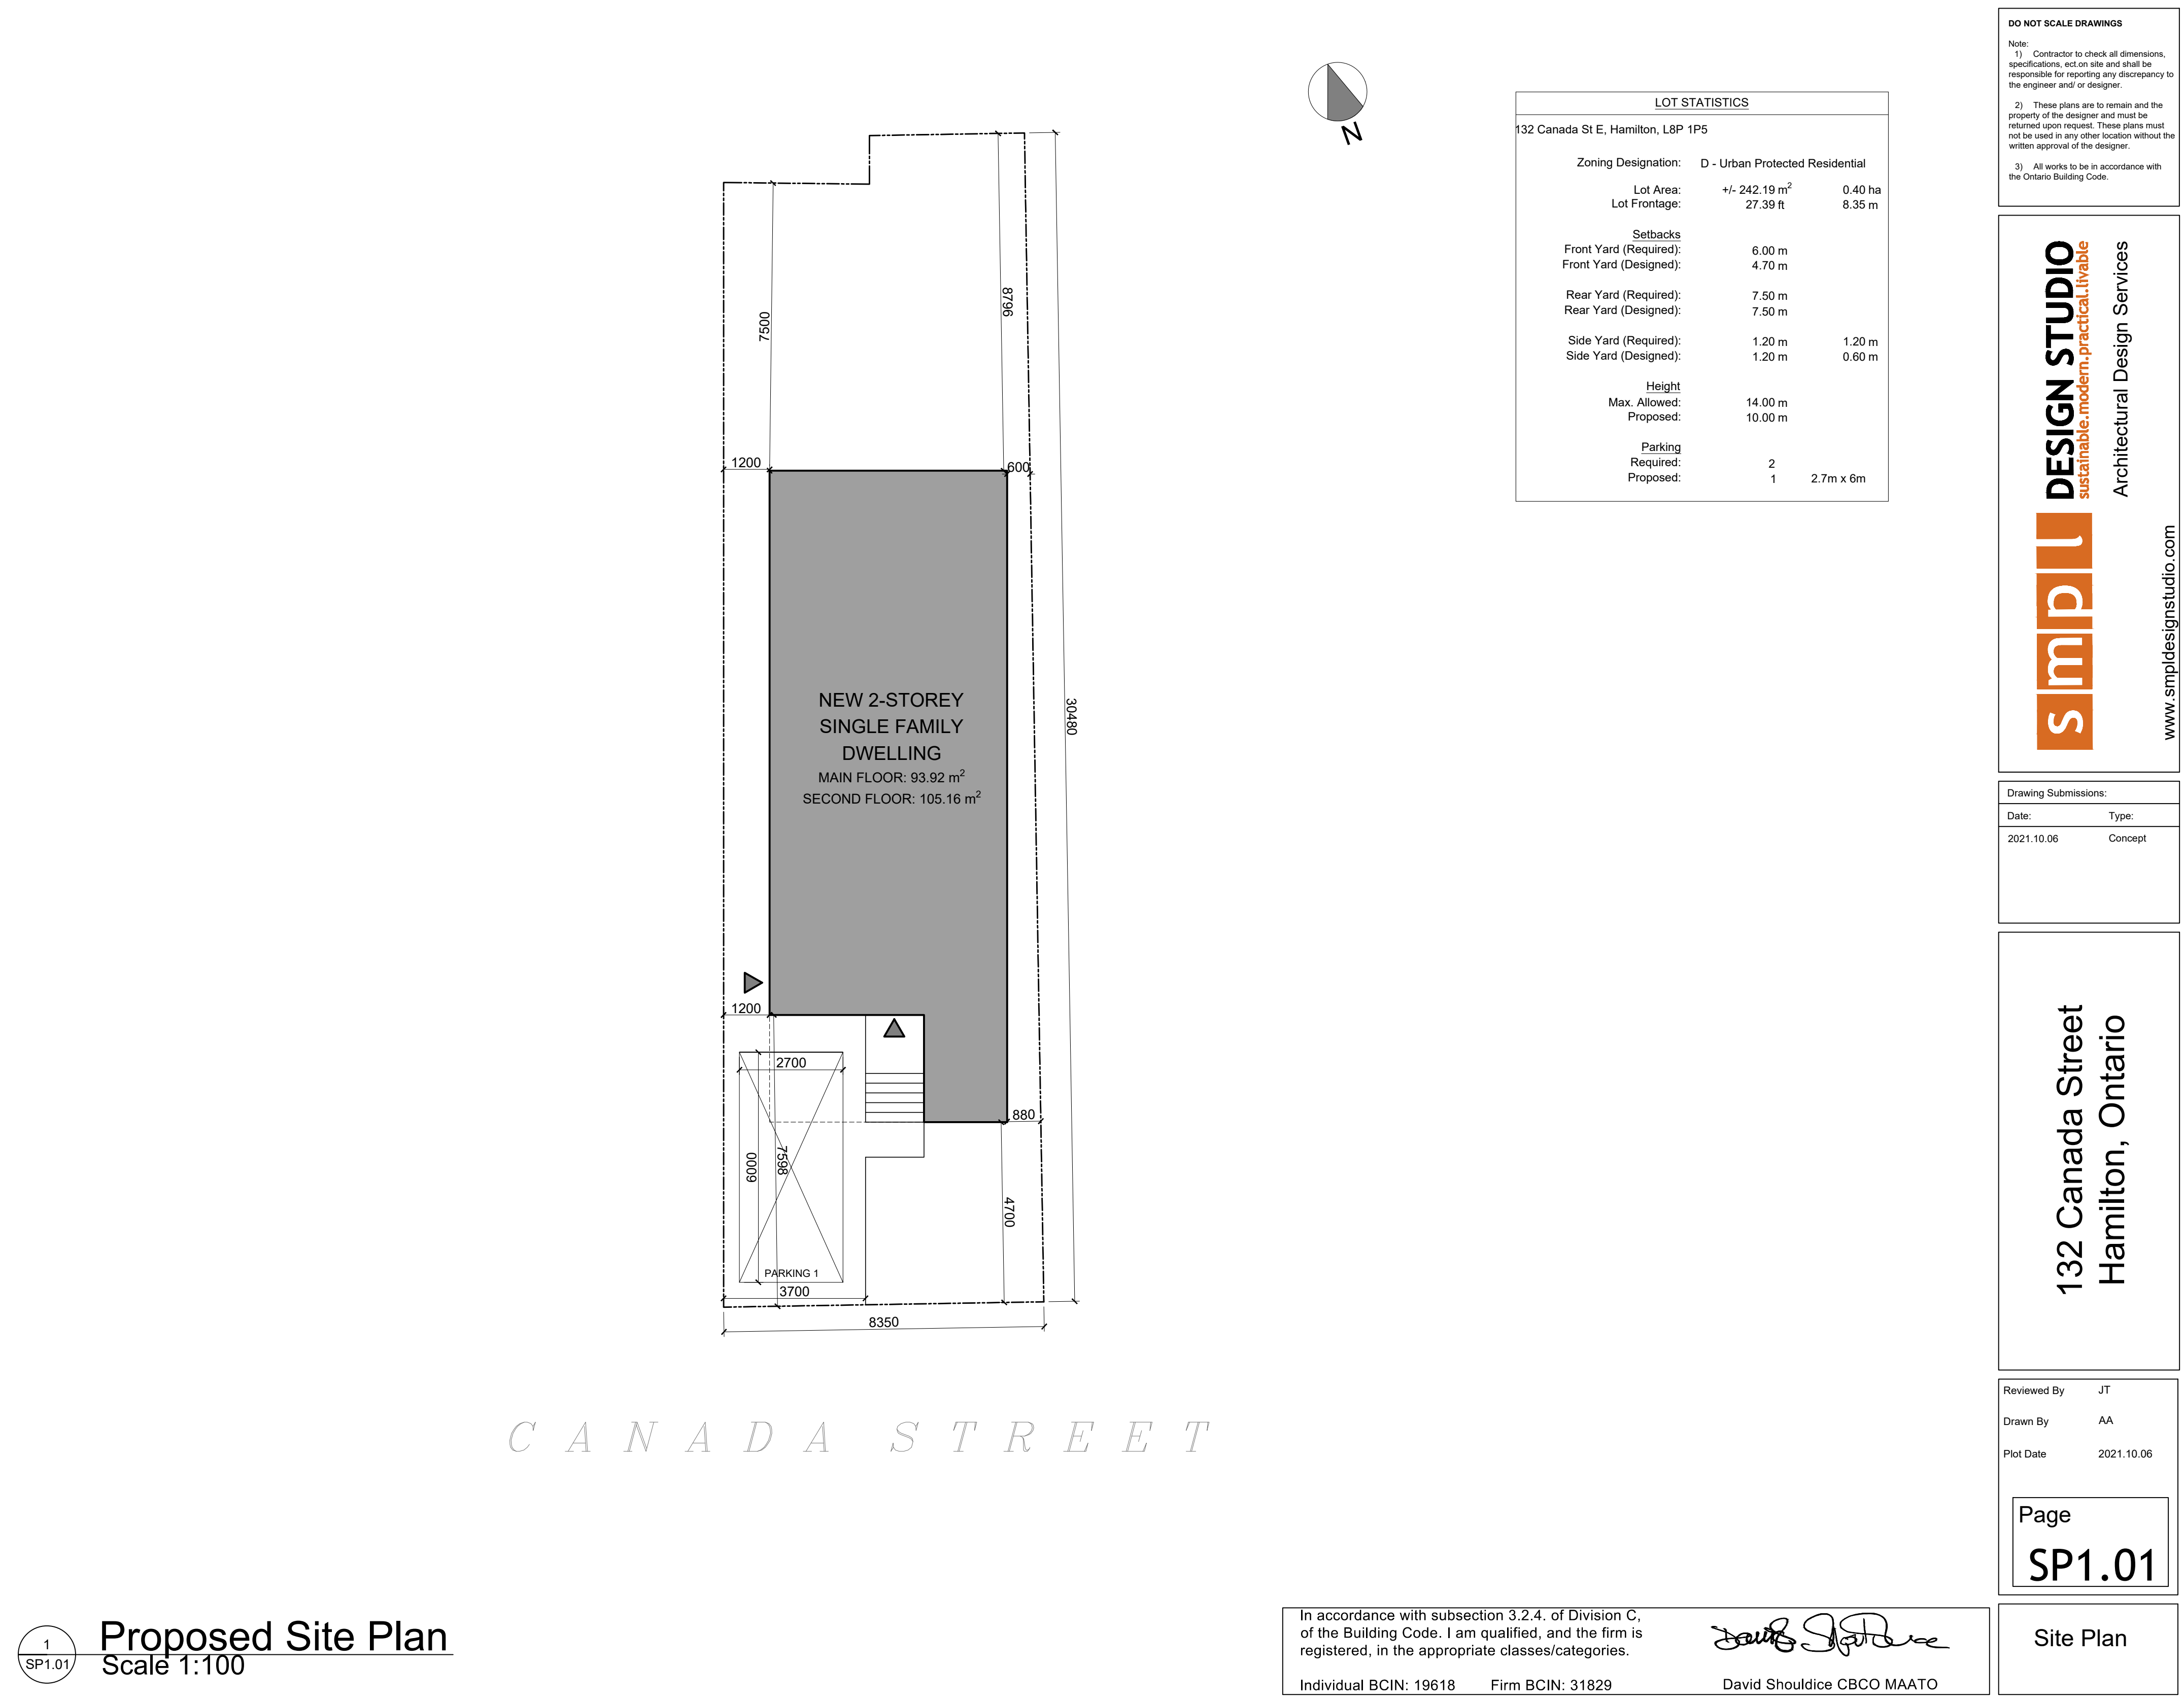 N
LOT STATISTICS
132 Canada St E, Hamilton, L8P 1P5
Zoning Designation: D - Urban Protected Residential
Lot Area: +/- 242.19 m2 0.40 ha
Lot Frontage: 27.39 ft 8.35 m
Setbacks
Front Yard (Required): 6.00 m
Front Yard (Designed): 4.70 m
Rear Yard (Required): 7.50 m
Rear Yard (Designed): 7.50 m
Side Yard (Required): 1.20 m 1.20 m
Side Yard (Designed): 1.20 m 0.60 m
Height
Max. Allowed: 14.00 m
Proposed: 10.00 m
Parking
Required: 2
Proposed: 1 2.7m x 6m
7500
8796
1200
600
30480
NEW 2-STOREY
SINGLE FAMILY
DWELLING
MAIN FLOOR: 93.92 m2
SECOND FLOOR: 105.16 m2
1200
2700
880
6000
7598
4700
PARKING 1
3700
8350
CANADA STREET
1
SP1.01
Proposed Site Plan
Scale 1:100
In accordance with subsection 3.2.4. of Division C,
of the Building Code. I am qualified, and the firm is
registered, in the appropriate classes/categories.
Individual BCIN: 19618 Firm BCIN: 31829
David Shouldice CBCO MAATO
DO NOT SCALE DRAWINGS
Note:
1) Contractor to check all dimensions,
specifications, ect.on site and shall be
responsible for reporting any discrepancy to
the engineer and/ or designer.
2) These plans are to remain and the
property of the designer and must be
returned upon request. These plans must
not be used in any other location without the
written approval of the designer.
3) All works to be in accordance with
the Ontario Building Code.
smpl DESIGN STUDIO
sustainable.modern.practical.livable
Architectural Design Services
www.smpldesignstudio.com
Drawing Submissions:
Date: Type:
2021.10.06 Concept
132 Canada Street
Hamilton, Ontario
Reviewed By JT
Drawn By AA
Plot Date 2021.10.06
Page
SP1.01
Site Plan